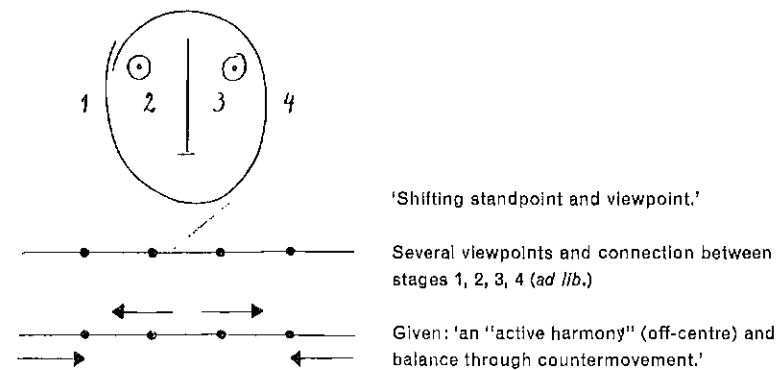 1 2 3 4
'Shifting standpoint and viewpoint.'
Several viewpoints and connection between
stages 1, 2, 3, 4 (ad lib.)
Given: 'an "active harmony" (off-centre) and
balance through countermovement.'